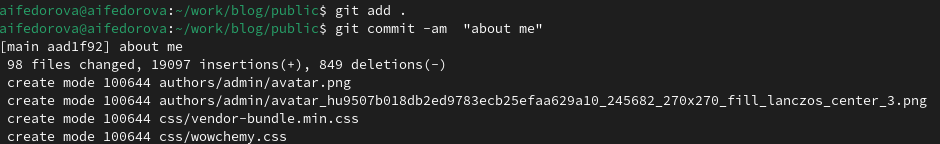 aifedorova@aifedorova:~/work/blog/public$ git add .
aifedorova@aifedorova:~/work/blog/public$ git commit -am  "about me"
[main aad1f92] about me
 98 files changed, 19097 insertions(+), 849 deletions(-)
 create mode 100644 authors/admin/avatar.png
 create mode 100644 authors/admin/avatar_hu9507b018db2ed9783ecb25efaa629a10_245682_270x270_fill_lanczos_center_3.png
 create mode 100644 css/vendor-bundle.min.css
 create mode 100644 css/wowchemy.css